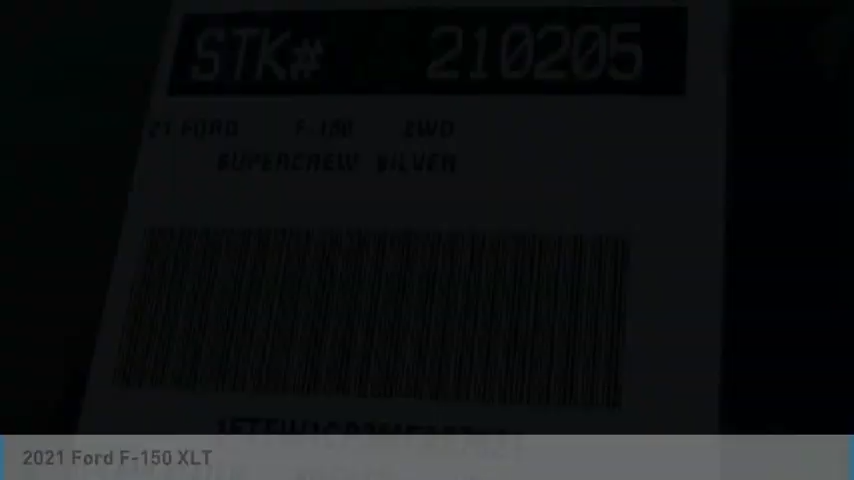 STK# 210205
21 FORD F-150 2WD
SUPERCREW SILVER
2021 Ford F-150 XLT